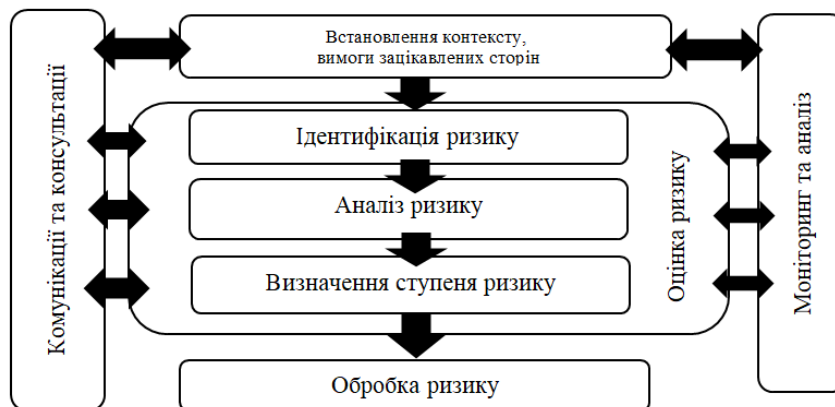 Комунікації та консультації
Встановлення контексту,
вимоги зацікавлених сторін
Ідентифікація ризику
Аналіз ризику
Визначення ступеня ризику
Оцінка ризику
Моніторинг та аналіз
Обробка ризику